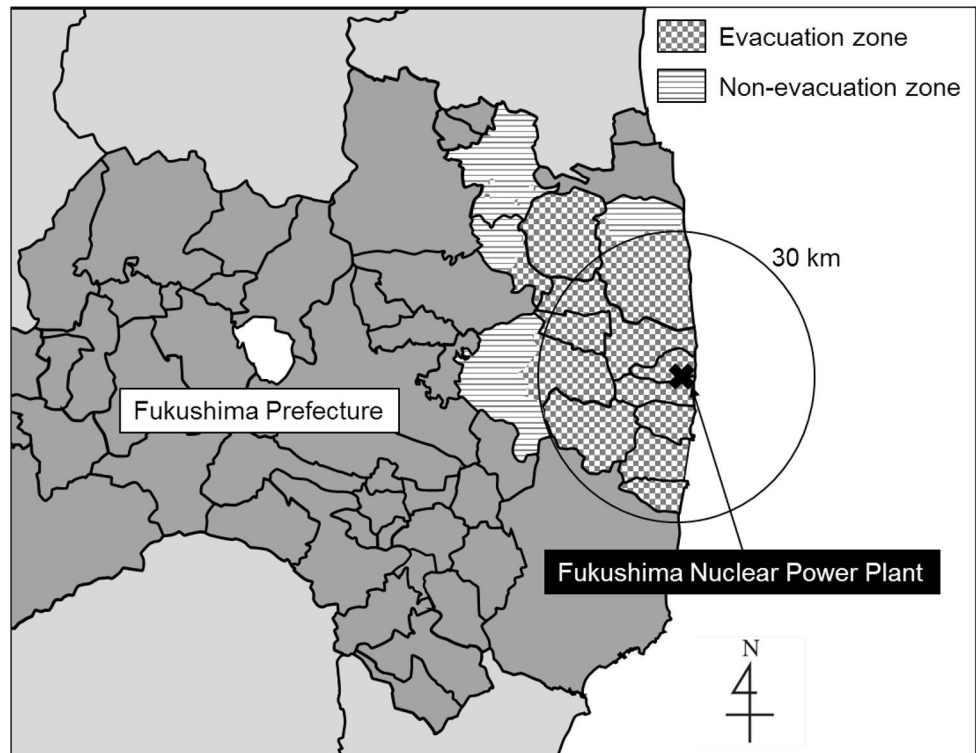 Evacuation zone
Non-evacuation zone
30 km
Fukushima Prefecture
Fukushima Nuclear Power Plant
N